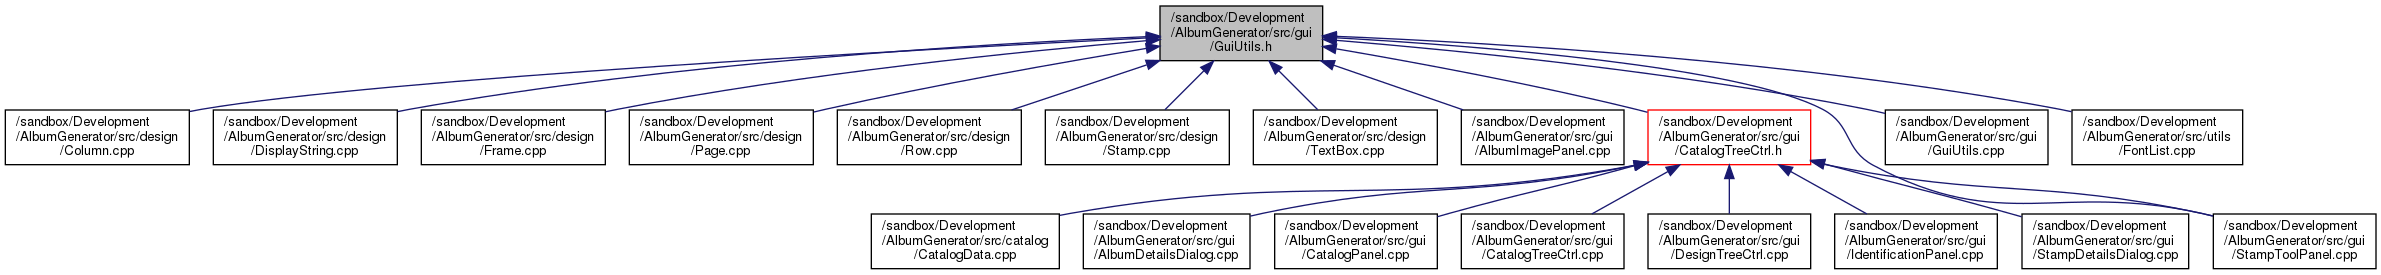 /sandbox/Development
/AlbumGenerator/src/gui
/GuiUtils.h
/sandbox/Development
/AlbumGenerator/src/design
/Column.cpp
/sandbox/Development
/AlbumGenerator/src/design
/DisplayString.cpp
/sandbox/Development
/AlbumGenerator/src/design
/Frame.cpp
/sandbox/Development
/AlbumGenerator/src/design
/Page.cpp
/sandbox/Development
/AlbumGenerator/src/design
/Row.cpp
/sandbox/Development
/AlbumGenerator/src/design
/Stamp.cpp
/sandbox/Development
/AlbumGenerator/src/design
/TextBox.cpp
/sandbox/Development
/AlbumGenerator/src/gui
/AlbumImagePanel.cpp
/sandbox/Development
/AlbumGenerator/src/gui
/CatalogTreeCtrl.h
/sandbox/Development
/AlbumGenerator/src/gui
/GuiUtils.cpp
/sandbox/Development
/AlbumGenerator/src/utils
/FontList.cpp
/sandbox/Development
/AlbumGenerator/src/catalog
/CatalogData.cpp
/sandbox/Development
/AlbumGenerator/src/gui
/AlbumDetailsDialog.cpp
/sandbox/Development
/AlbumGenerator/src/gui
/CatalogPanel.cpp
/sandbox/Development
/AlbumGenerator/src/gui
/CatalogTreeCtrl.cpp
/sandbox/Development
/AlbumGenerator/src/gui
/DesignTreeCtrl.cpp
/sandbox/Development
/AlbumGenerator/src/gui
/IdentificationPanel.cpp
/sandbox/Development
/AlbumGenerator/src/gui
/StampDetailsDialog.cpp
/sandbox/Development
/AlbumGenerator/src/gui
/StampToolPanel.cpp